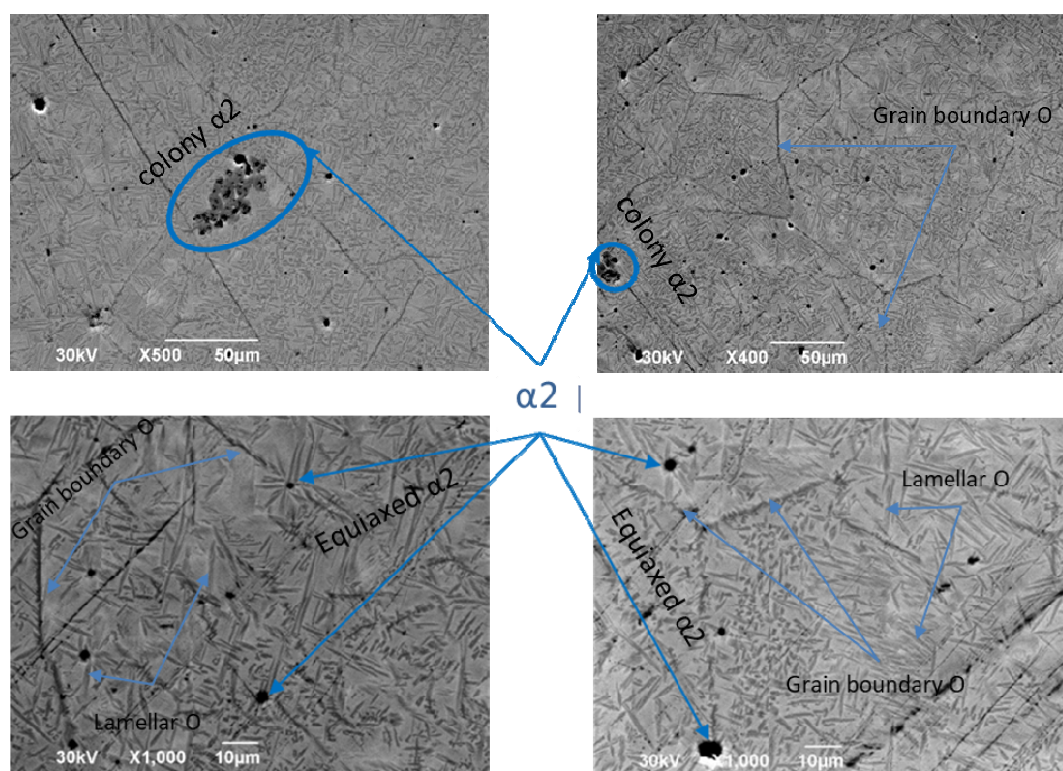 colony α2
30kV X500 50µm
Grain boundary O
colony α2
30kV X400 50µm
α2
Grain boundary O
Equiaxed α2
Lamellar O
30kV X1,000 10µm
Lamellar O
Equiaxed α2
Grain boundary O
30kV X1,000 10µm